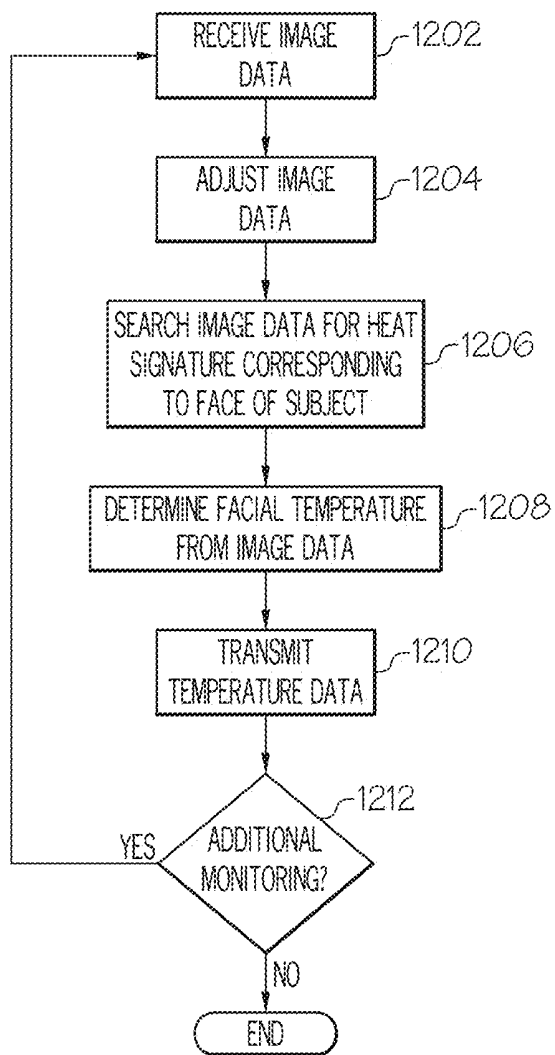 RECEIVE IMAGE
DATA
1202
ADJUST IMAGE
DATA
1204
SEARCH IMAGE DATA FOR HEAT
SIGNATURE CORRESPONDING
TO FACE OF SUBJECT
1206
DETERMINE FACIAL TEMPERATURE
FROM IMAGE DATA
1208
TRANSMIT
TEMPERATURE DATA
1210
1212
ADDITIONAL
MONITORING?
YES
NO
END